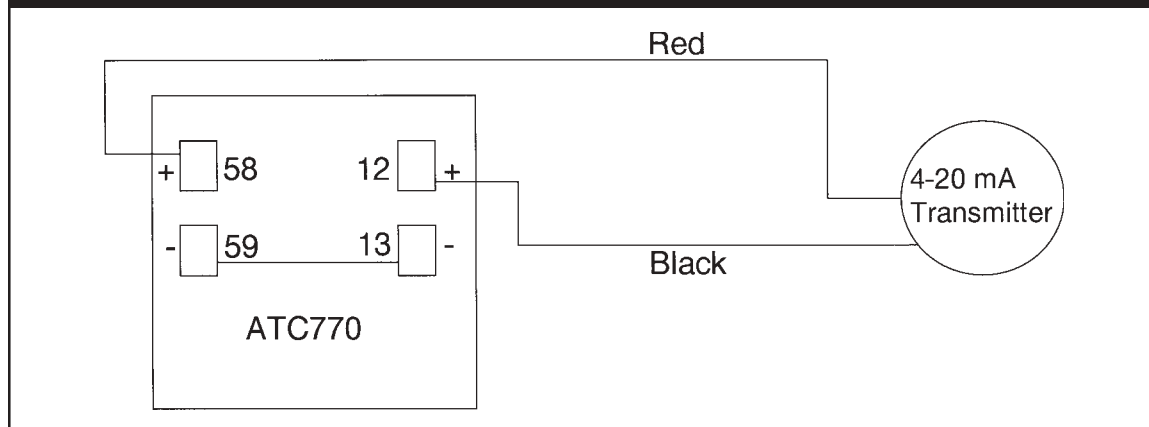 Red
+ 58 12 +
4-20 mA
Transmitter
- 59 13 -
Black
ATC770